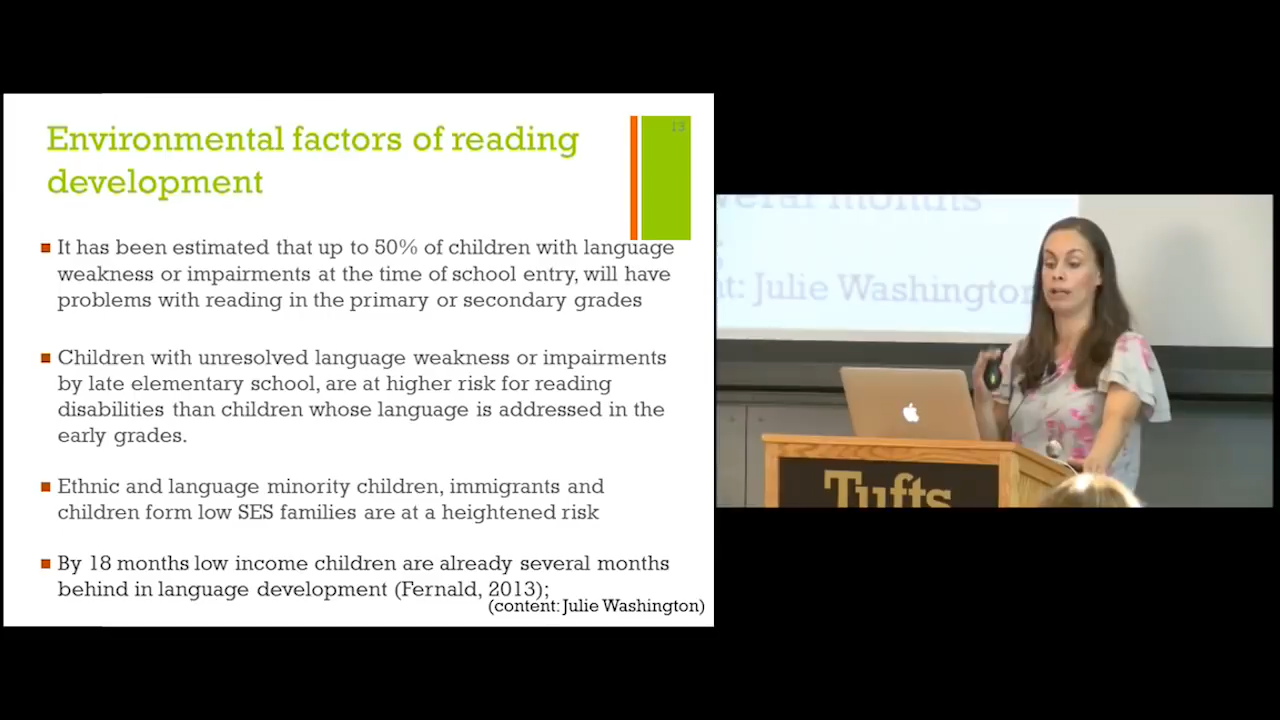 Environmental factors of reading
development
13
It has been estimated that up to 50% of children with language
weakness or impairments at the time of school entry, will have
problems with reading in the primary or secondary grades
Children with unresolved language weakness or impairments
by late elementary school, are at higher risk for reading
disabilities than children whose language is addressed in the
early grades.
Ethnic and language minority children, immigrants and
children form low SES families are at a heightened risk
By 18 months low income children are already several months
behind in language development (Fernald, 2013);
(content: Julie Washington)
months
Julie Washington
Tufts